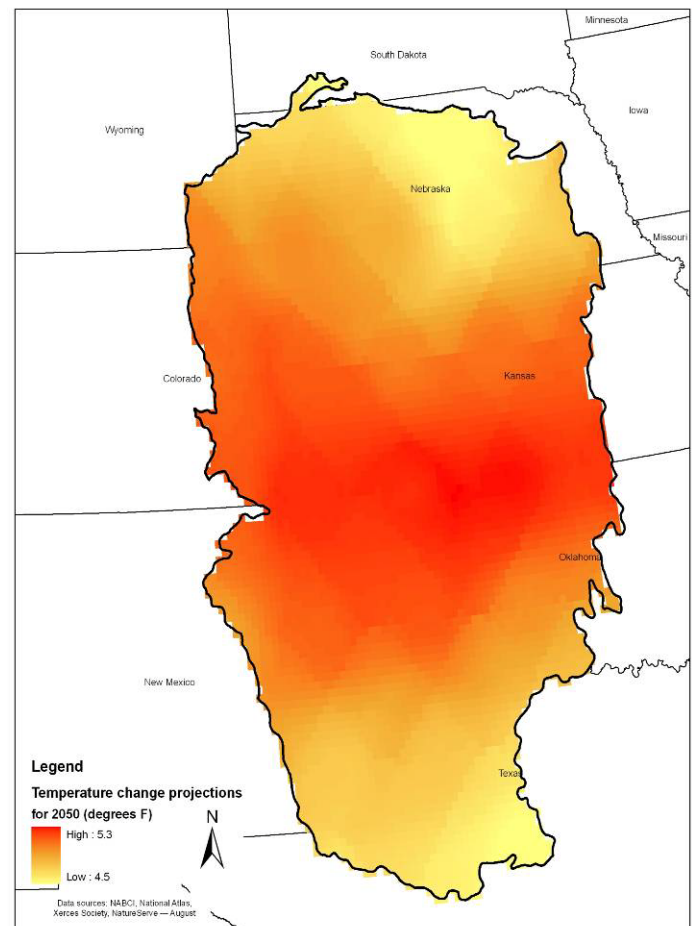 Minnesota
South Dakota
Iowa
Wyoming
Nebraska
Missouri
Colorado
Kansas
Oklahoma
New Mexico
Texas
Legend
Temperature change projections
for 2050 (degrees F)
High : 5.3
Low : 4.5
N
Data sources: NABCI, National Atlas,
Xerces Society, NatureServe — August